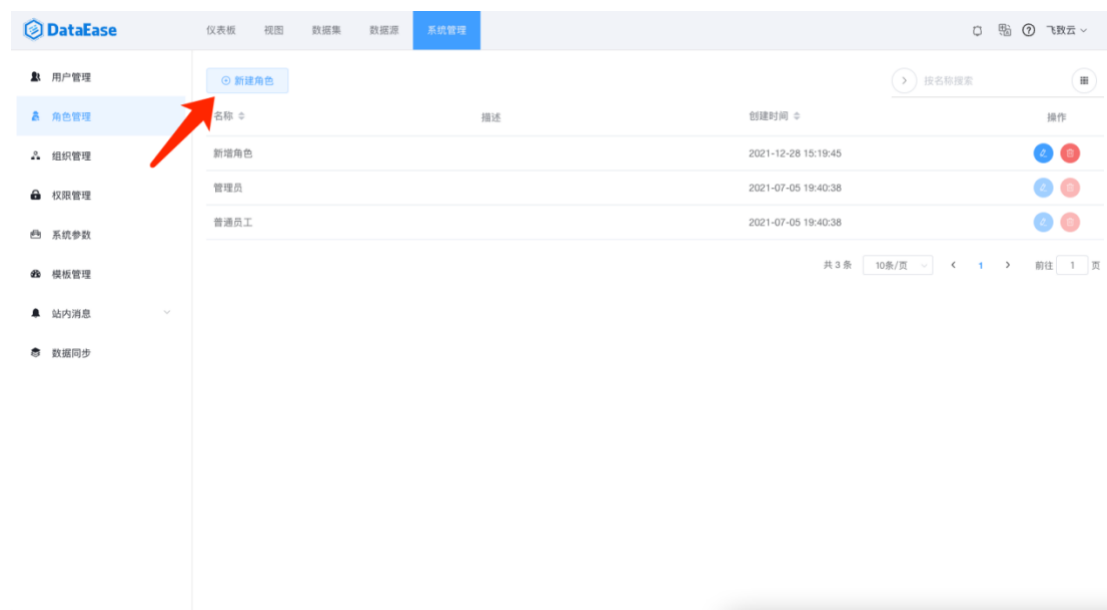 DataEase 仪表板 视图 数据集 数据源 系统管理 飞致云
用户管理
角色管理
组织管理
权限管理
系统参数
模板管理
站内消息
数据同步
新建角色 按名称搜索
名称 描述 创建时间 操作
新增角色 2021-12-28 15:19:45
管理员 2021-07-05 19:40:38
普通员工 2021-07-05 19:40:38
共 3 条 10条/页 1 前往 1 页